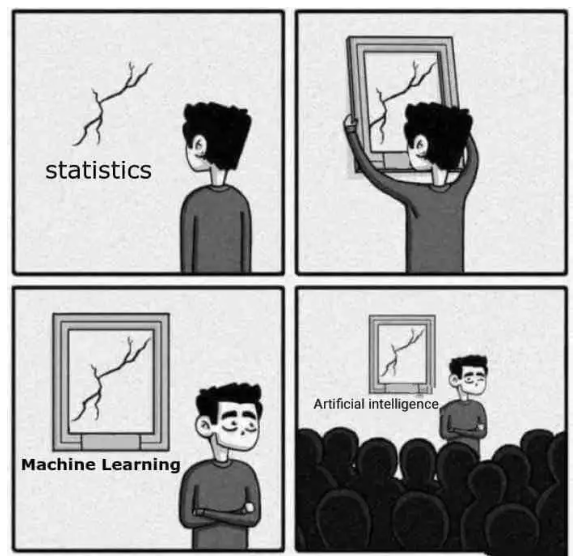 statistics
Machine Learning
Artificial intelligence